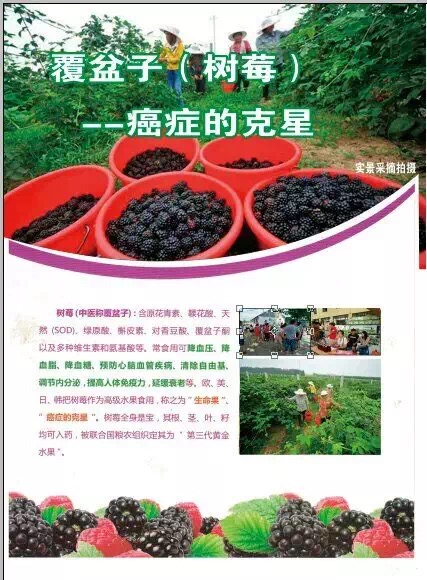 覆盆子（树莓）
--癌症的克星
实景采摘拍摄
树莓(中医称覆盆子)：含原花青素、鞣花酸、天
然 (SOD)、绿原酸、槲皮素、对香豆酸、覆盆子酮
以及多种维生素和氨基酸等。常食用可降血压、降
血脂、降血糖、预防心脑血管疾病、清除自由基、
调节内分泌，提高人体免疫力，延缓衰老等。欧、美、
日、韩把树莓作为高级水果食用，称之为“生命果”、
“癌症的克星”。树莓全身是宝，其根、茎、叶、籽
均可入药，被联合国粮农组织定其为“第三代黄金
水果”。